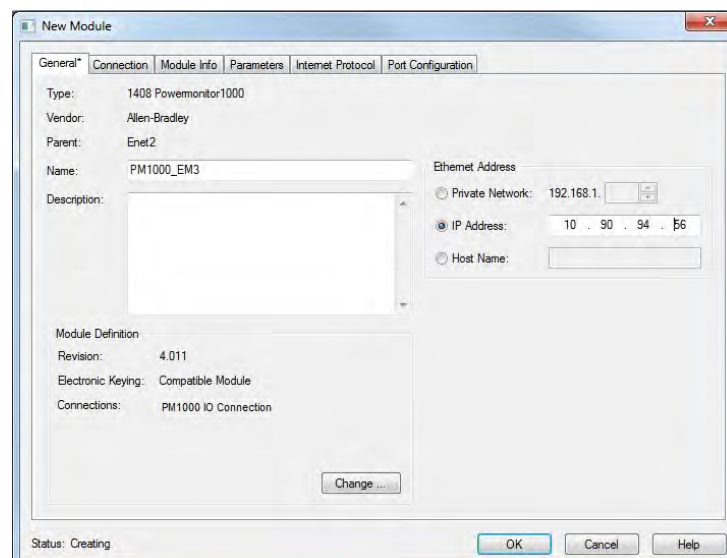 New Module
General* Connection Module Info Parameters Internet Protocol Port Configuration
Type: 1408 Powermonitor1000
Vendor: Allen-Bradley
Parent: Enet2
Name: PM1000_EM3
Description:
Ethernet Address
Private Network: 192.168.1.
IP Address: 10 . 90 . 94 . 56
Host Name:
Module Definition
Revision: 4.011
Electronic Keying: Compatible Module
Connections: PM1000 IO Connection
Change ...
Status: Creating
OK Cancel Help